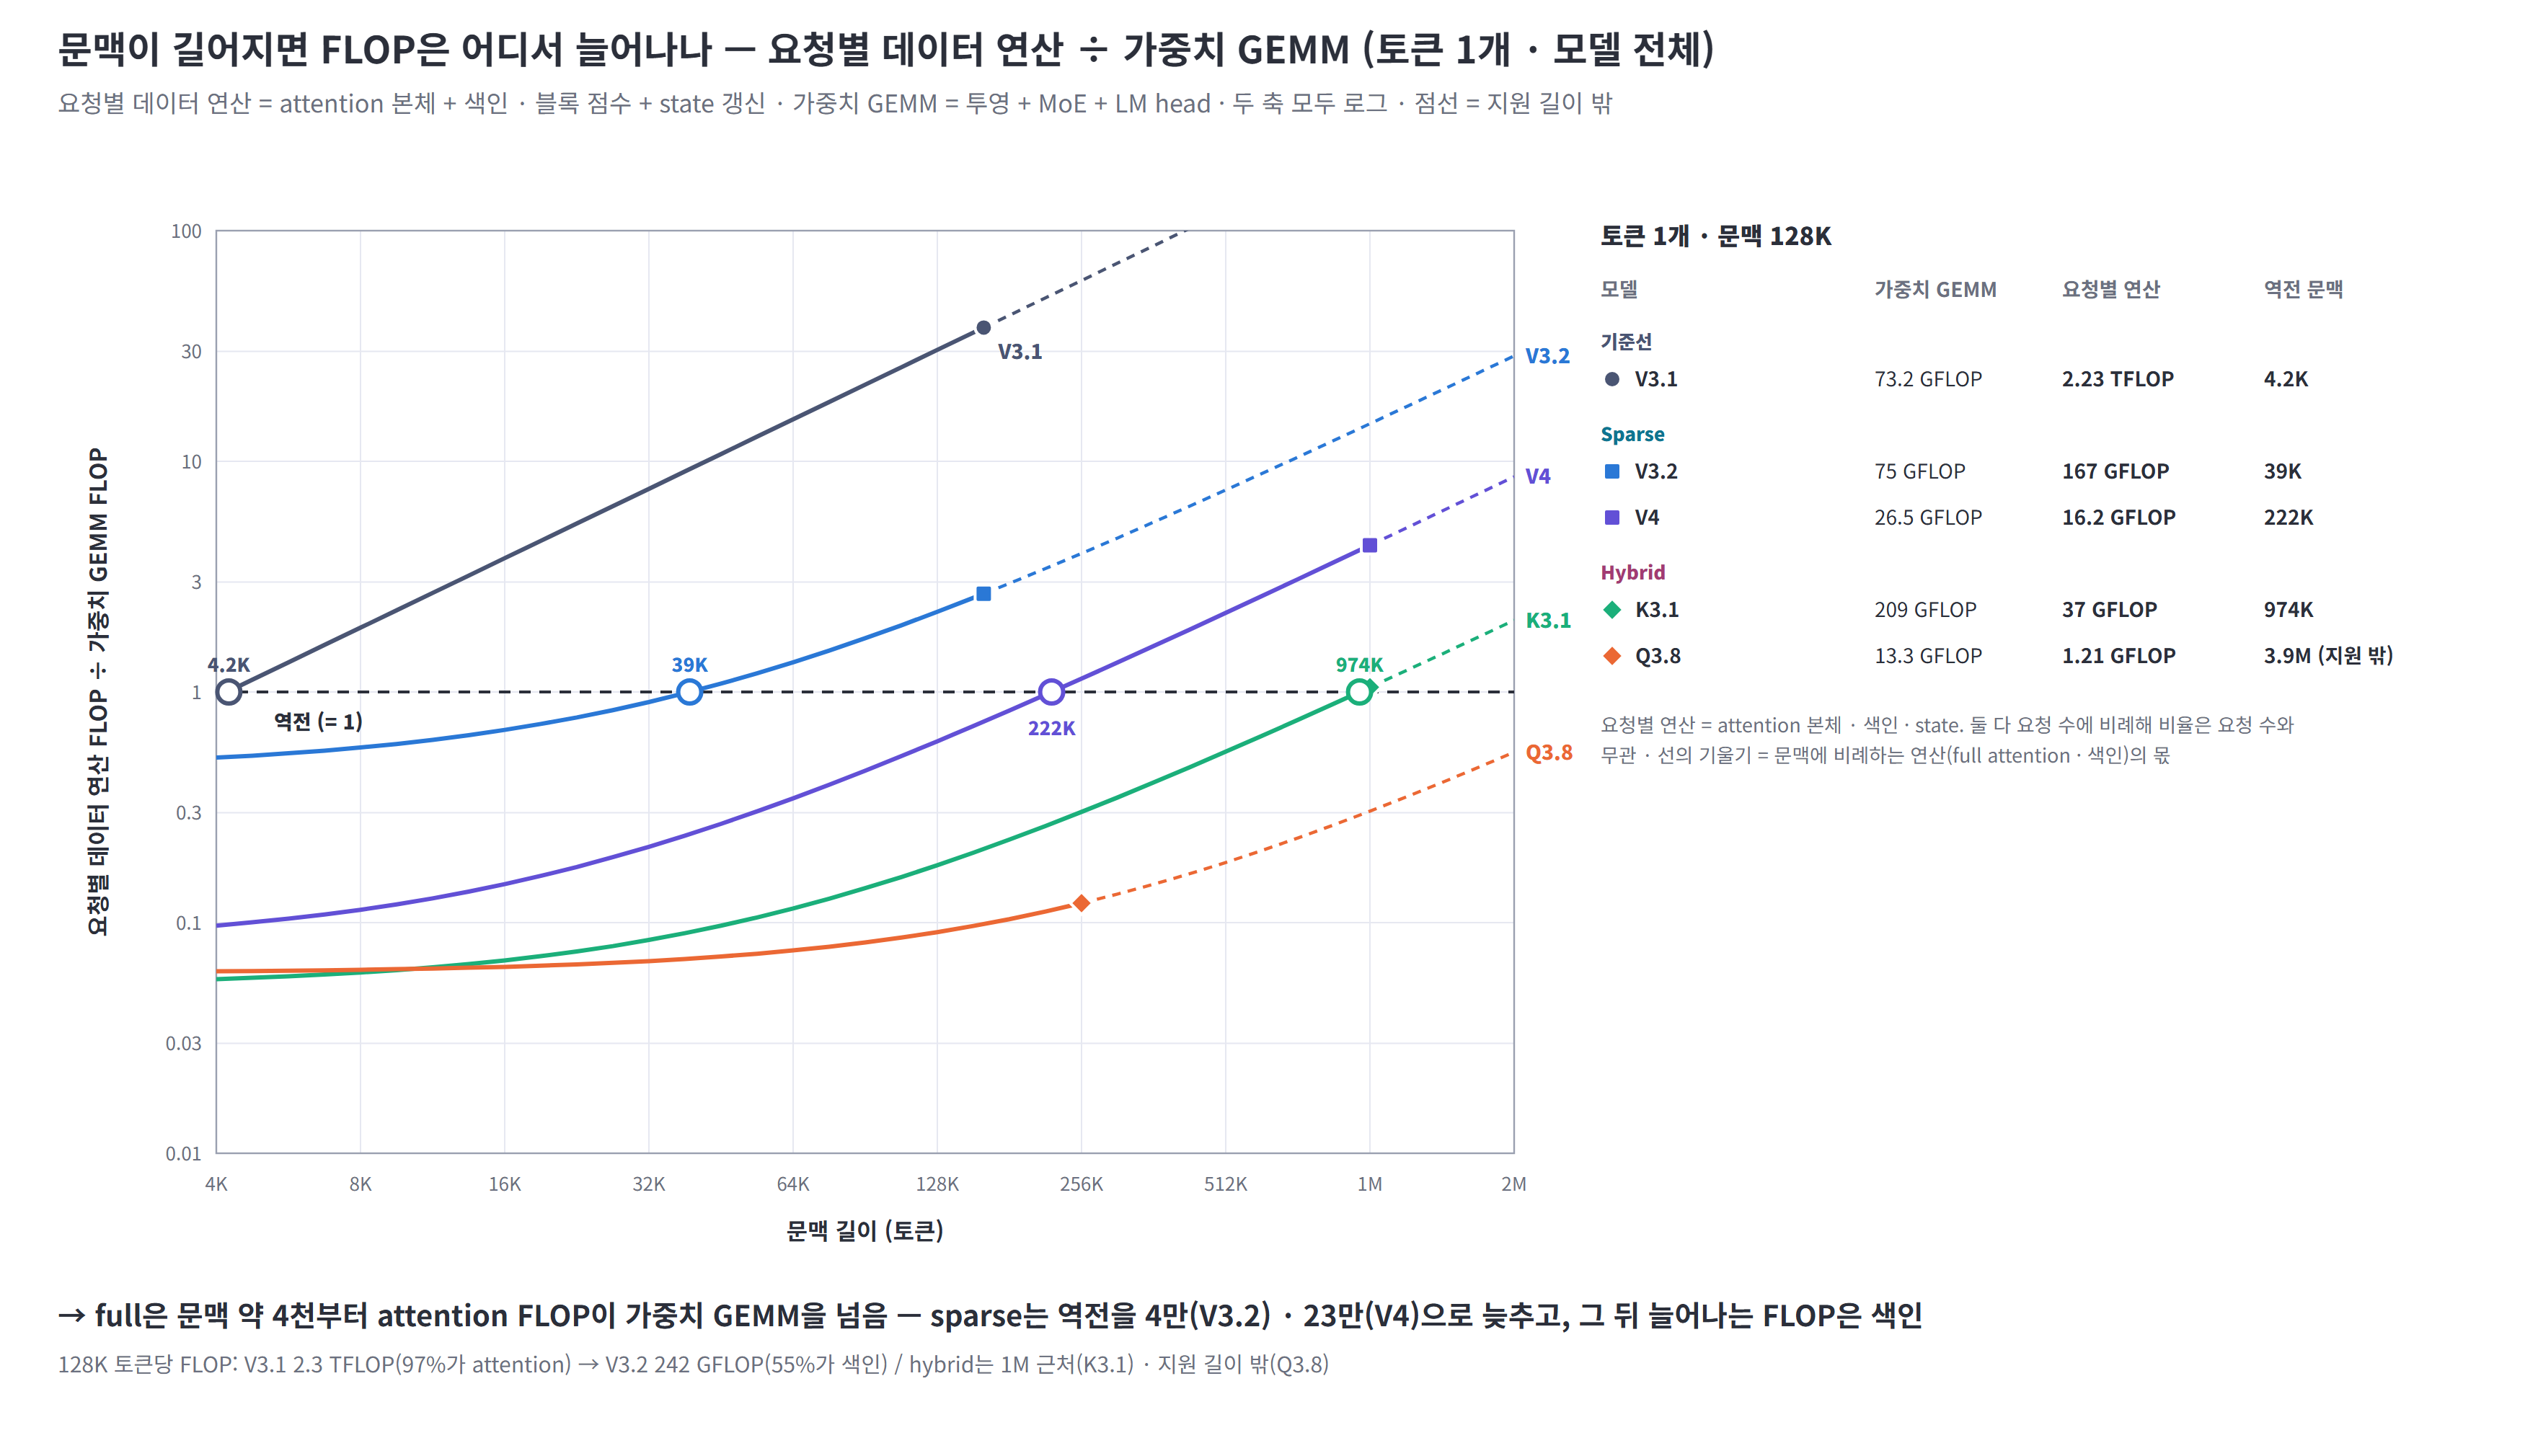 문맥이 길어지면 FLOP은 어디서 늘어나나 — 요청별 데이터 연산 ÷ 가중치 GEMM (토큰 1개 · 모델 전체)
요청별 데이터 연산 = attention 본체 + 색인 · 블록 점수 + state 갱신 · 가중치 GEMM = 투영 + MoE + LM head · 두 축 모두 로그 · 점선 = 지원 길이 밖
요청별 데이터 연산 FLOP ÷ 가중치 GEMM FLOP
100
30
10
3
1
0.3
0.1
0.03
0.01
4K
8K
16K
32K
64K
128K
256K
512K
1M
2M
문맥 길이 (토큰)
4.2K
역전 (= 1)
39K
222K
974K
V3.1
V3.2
V4
K3.1
Q3.8
토큰 1개 · 문맥 128K
모델 가중치 GEMM 요청별 연산 역전 문맥
기준선
V3.1 73.2 GFLOP 2.23 TFLOP 4.2K
Sparse
V3.2 75 GFLOP 167 GFLOP 39K
V4 26.5 GFLOP 16.2 GFLOP 222K
Hybrid
K3.1 209 GFLOP 37 GFLOP 974K
Q3.8 13.3 GFLOP 1.21 GFLOP 3.9M (지원 밖)
요청별 연산 = attention 본체 · 색인 · state. 둘 다 요청 수에 비례해 비율은 요청 수와
무관 · 선의 기울기 = 문맥에 비례하는 연산(full attention · 색인)의 몫
→ full은 문맥 약 4천부터 attention FLOP이 가중치 GEMM을 넘음 — sparse는 역전을 4만(V3.2) · 23만(V4)으로 늦추고, 그 뒤 늘어나는 FLOP은 색인
128K 토큰당 FLOP: V3.1 2.3 TFLOP(97%가 attention) → V3.2 242 GFLOP(55%가 색인) / hybrid는 1M 근처(K3.1) · 지원 길이 밖(Q3.8)